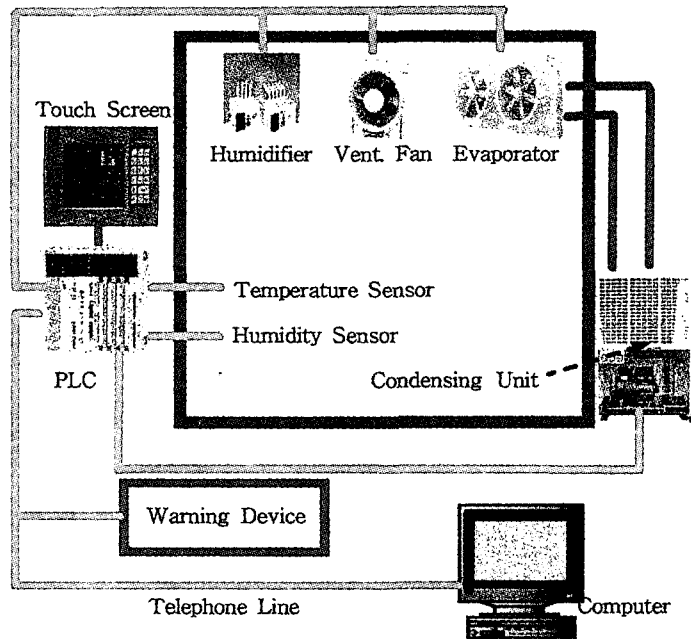 Touch Screen
Humidifier
Vent. Fan
Evaporator
Temperature Sensor
Humidity Sensor
PLC
Condensing Unit
Warning Device
Telephone Line
Computer